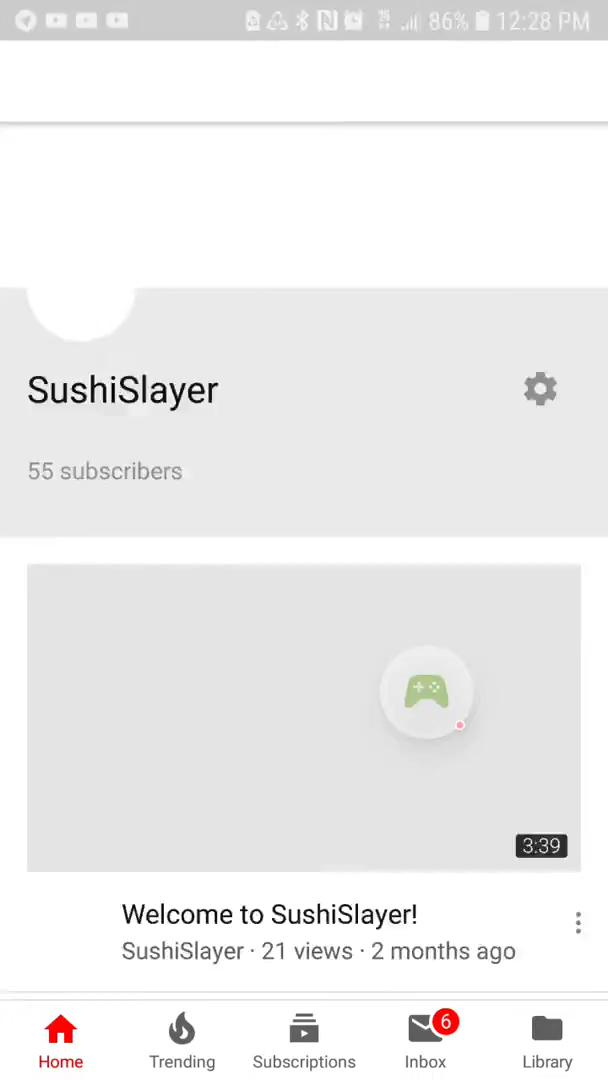 86% 12:28 PM
SushiSlayer
55 subscribers
3:39
Welcome to SushiSlayer!
SushiSlayer · 21 views · 2 months ago
6
Home Trending Subscriptions Inbox Library